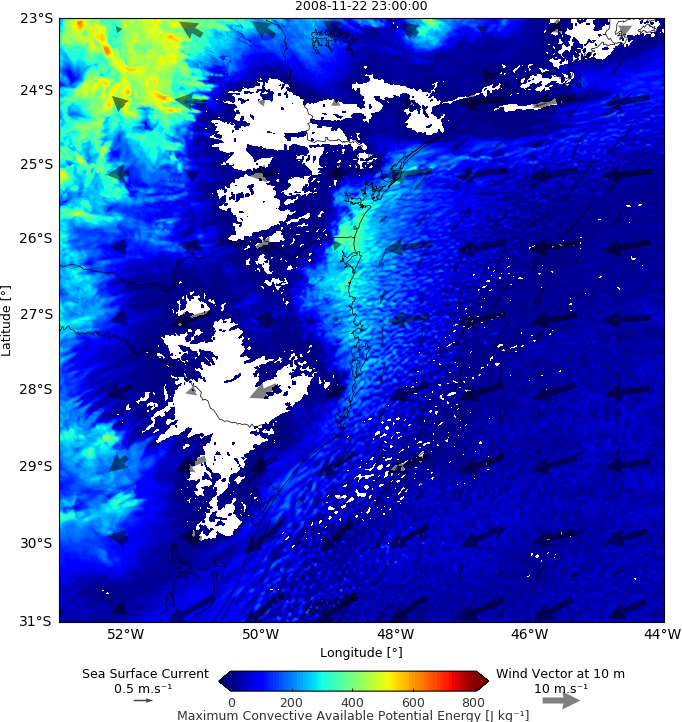 2008-11-22 23:00:00
23°S
24°S
25°S
26°S
27°S
28°S
29°S
30°S
31°S
Latitude [°]
52°W 50°W 48°W 46°W 44°W
Longitude [°]
Sea Surface Current
0.5 m.s⁻¹
Wind Vector at 10 m
10 m.s⁻¹
0 200 400 600 800
Maximum Convective Available Potential Energy [J kg⁻¹]